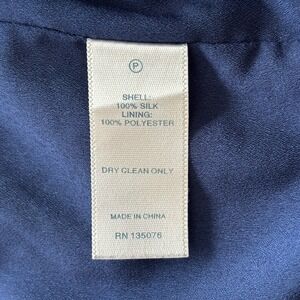 P
SHELL:
100% SILK
LINING:
100% POLYESTER
DRY CLEAN ONLY
MADE IN CHINA
RN 135076